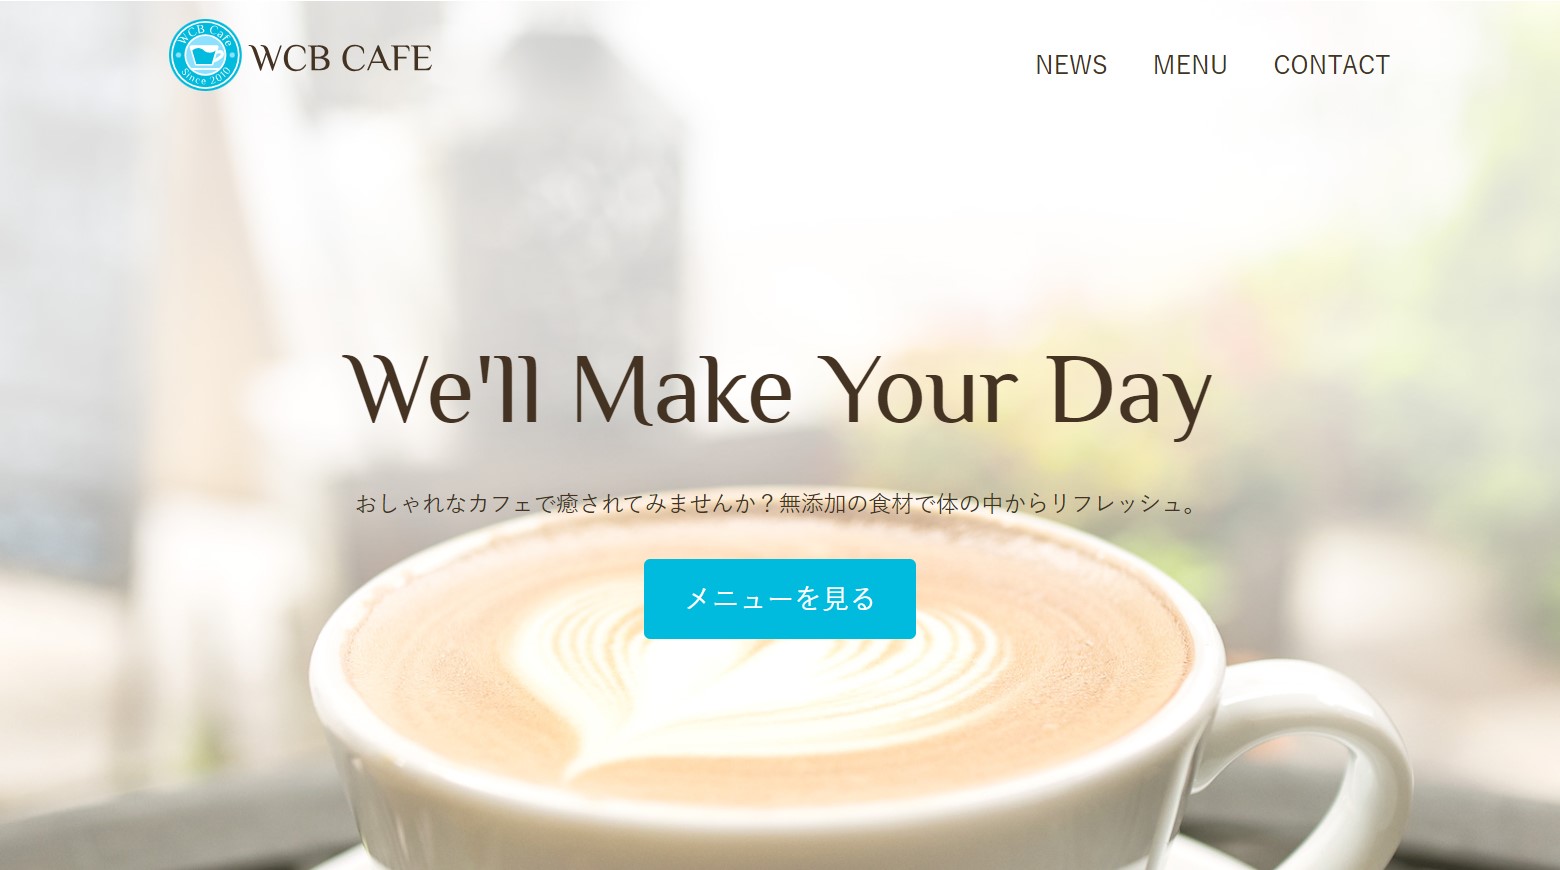 WCB Cafe
Since 2010
WCB CAFE
NEWS MENU CONTACT
We'll Make Your Day
おしゃれなカフェで癒されてみませんか？無添加の食材で体の中からリフレッシュ。
メニューを見る